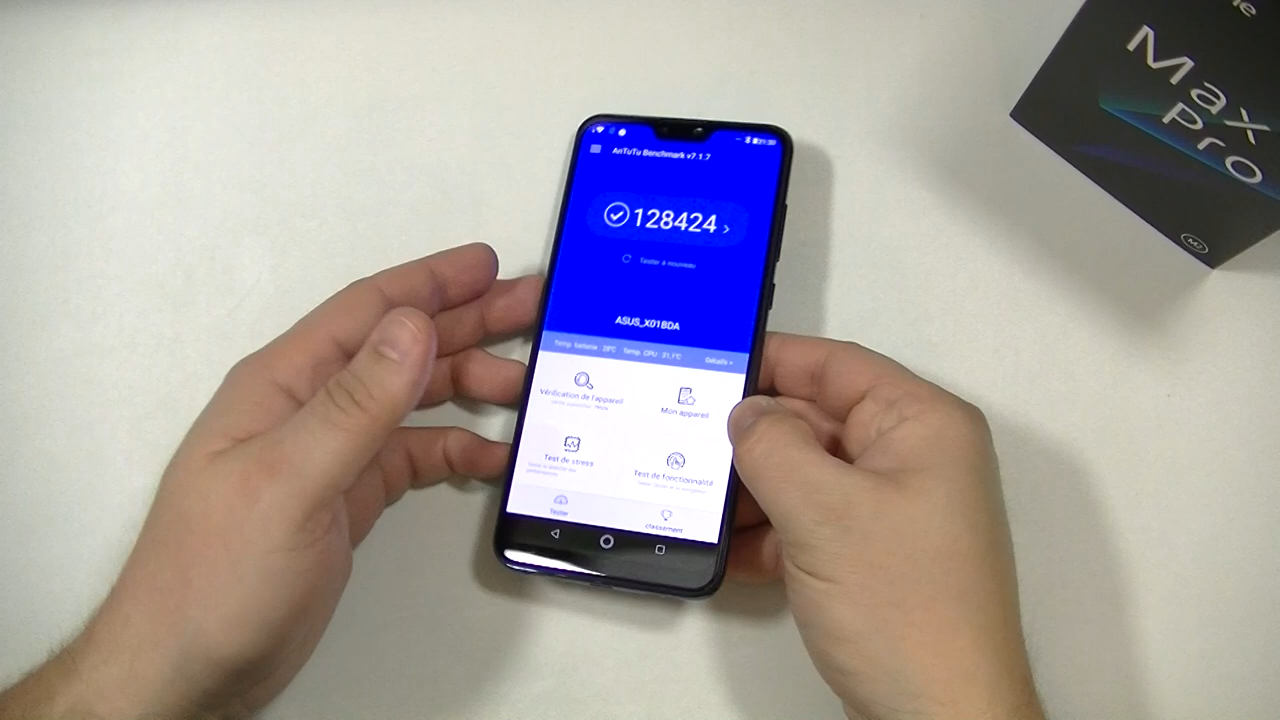 Max
Pro
M2
AnTuTu Benchmark v7.1.7
128424
Tester à nouveau
ASUS_X01BDA
Temp. batterie : 28°C Temp. CPU : 31,1°C Détails >
Vérification de l'appareil
Mon appareil
Test de stress
Test de fonctionnalité
Tester
classement